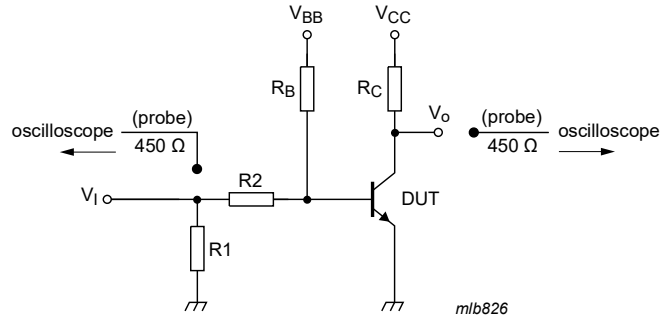 V_BB V_CC
R_B R_C
(probe) V_o (probe)
oscilloscope 450 Ω 450 Ω oscilloscope
R2
V_I DUT
R1
mlb826